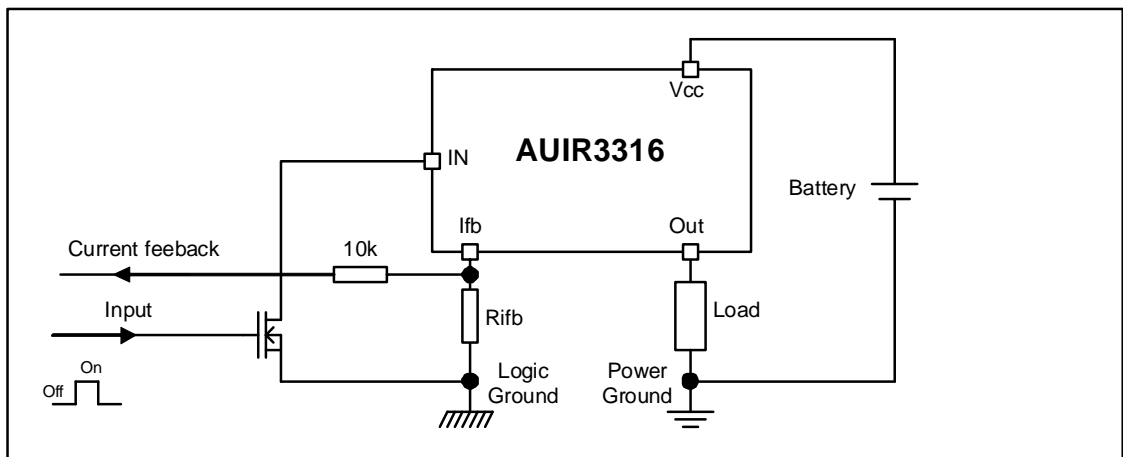 Vcc
AUIR3316
IN
Battery
Ifb
Out
Current feeback
10k
Input
Rifb
Load
On
Off
Logic
Ground
Power
Ground